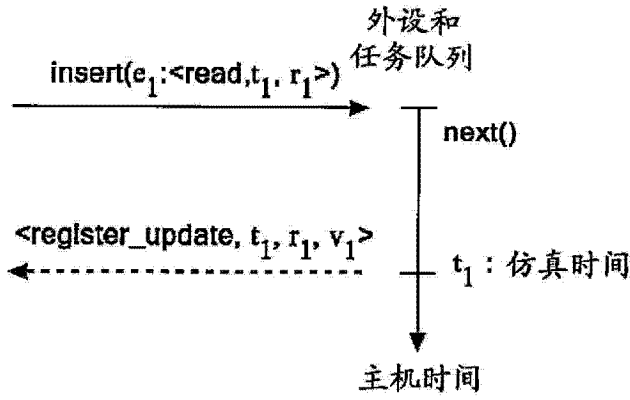 外设和
任务队列
insert(e₁:<read,t₁, r₁>)
next()
<register_update, t₁, r₁, v₁>
t₁：仿真时间
主机时间